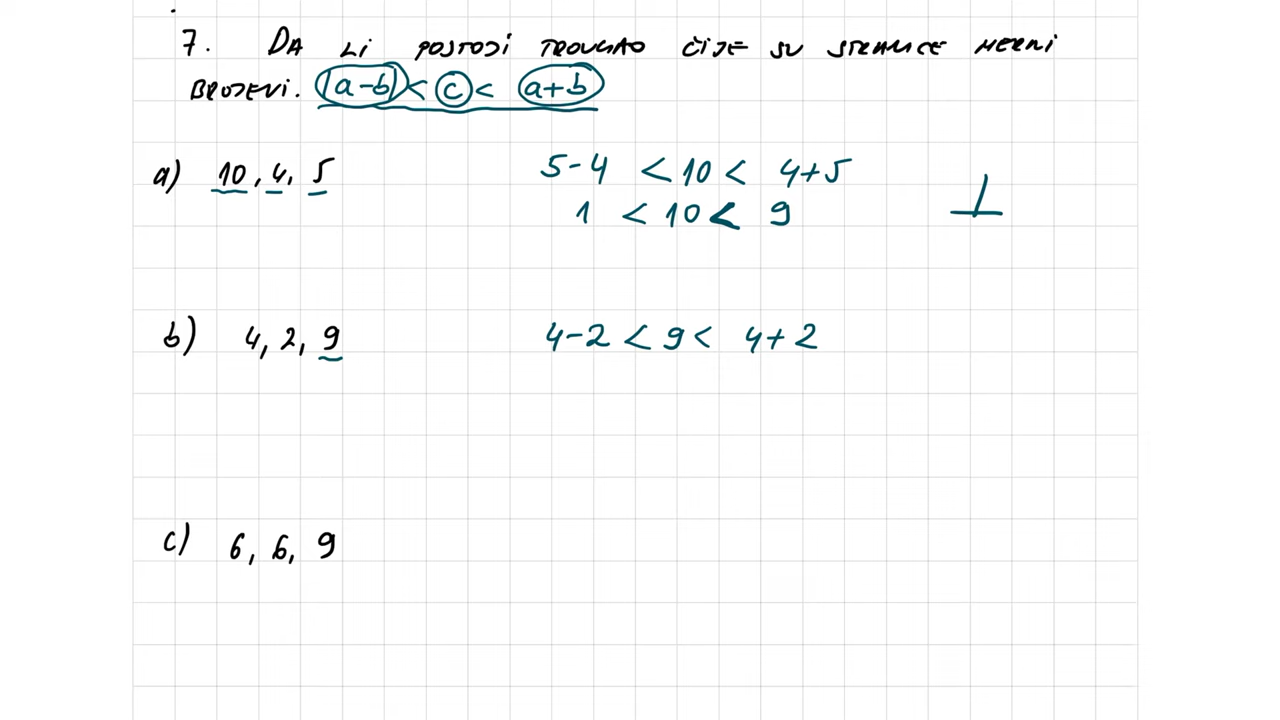 7. DA LI POSTOJI TROUGAO ČIJE SU STRANICE MERNI
BROJEVI. |a-b| < c < a+b
a) 10, 4, 5 5-4 < 10 < 4+5
1 < 10 < 9 ⊥
b) 4, 2, 9 4-2 < 9 < 4+2
c) 6, 6, 9